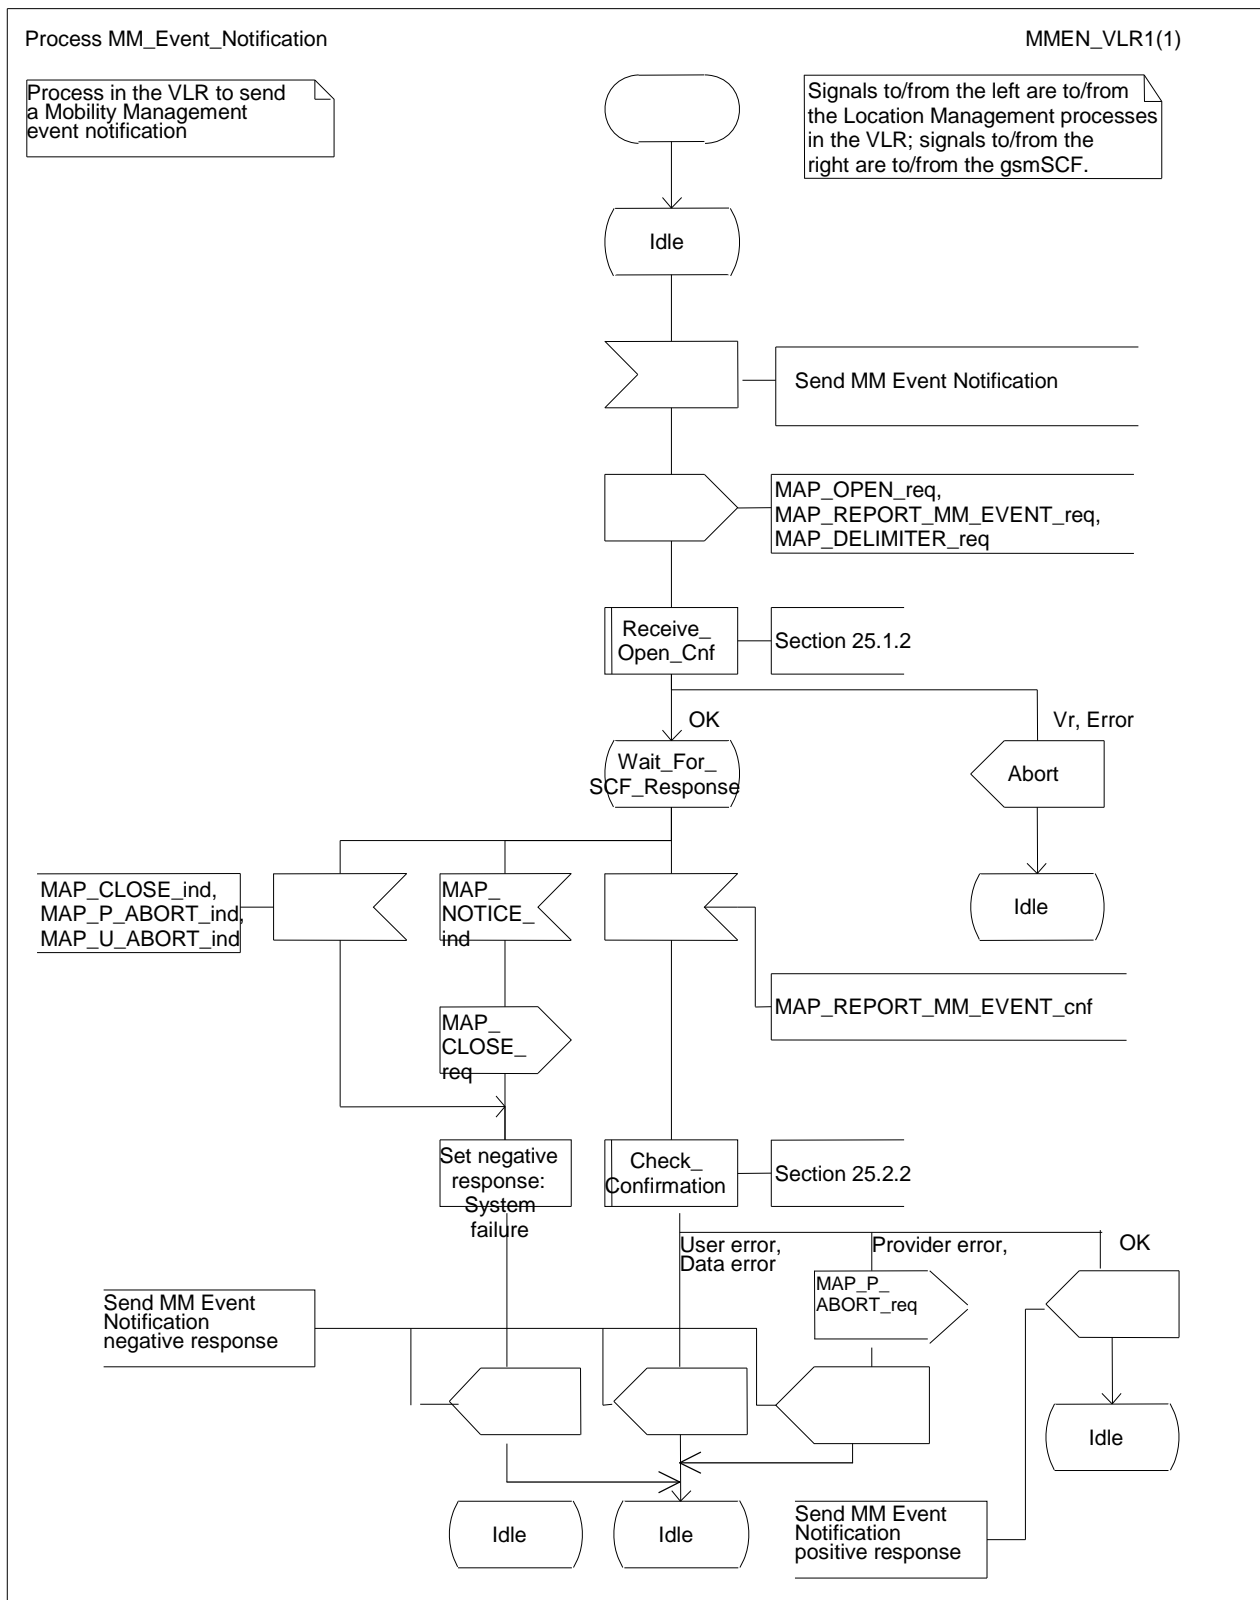 Process MM_Event_Notification
MMEN_VLR1(1)
Process in the VLR to send
a Mobility Management
event notification
Signals to/from the left are to/from
the Location Management processes
in the VLR; signals to/from the
right are to/from the gsmSCF.
Idle
Send MM Event Notification
MAP_OPEN_req,
MAP_REPORT_MM_EVENT_req,
MAP_DELIMITER_req
Receive_
Open_Cnf
Section 25.1.2
OK
Vr, Error
Wait_For_
SCF_Response
Abort
MAP_CLOSE_ind,
MAP_P_ABORT_ind,
MAP_U_ABORT_ind
MAP_
NOTICE_
ind
Idle
MAP_REPORT_MM_EVENT_cnf
MAP_
CLOSE_
req
Set negative
response:
System
failure
Check_
Confirmation
Section 25.2.2
User error,
Data error
Provider error,
OK
MAP_P_
ABORT_req
Send MM Event
Notification
negative response
Idle
Idle
Idle
Send MM Event
Notification
positive response